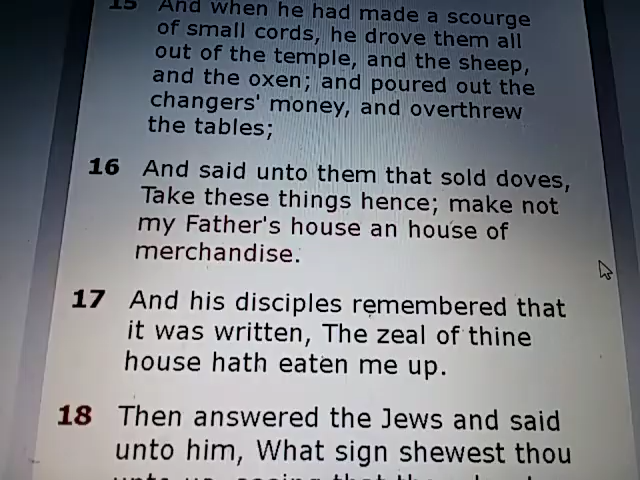 15 And when he had made a scourge
of small cords, he drove them all
out of the temple, and the sheep,
and the oxen; and poured out the
changers' money, and overthrew
the tables;
16 And said unto them that sold doves,
Take these things hence; make not
my Father's house an house of
merchandise.
17 And his disciples remembered that
it was written, The zeal of thine
house hath eaten me up.
18 Then answered the Jews and said
unto him, What sign shewest thou